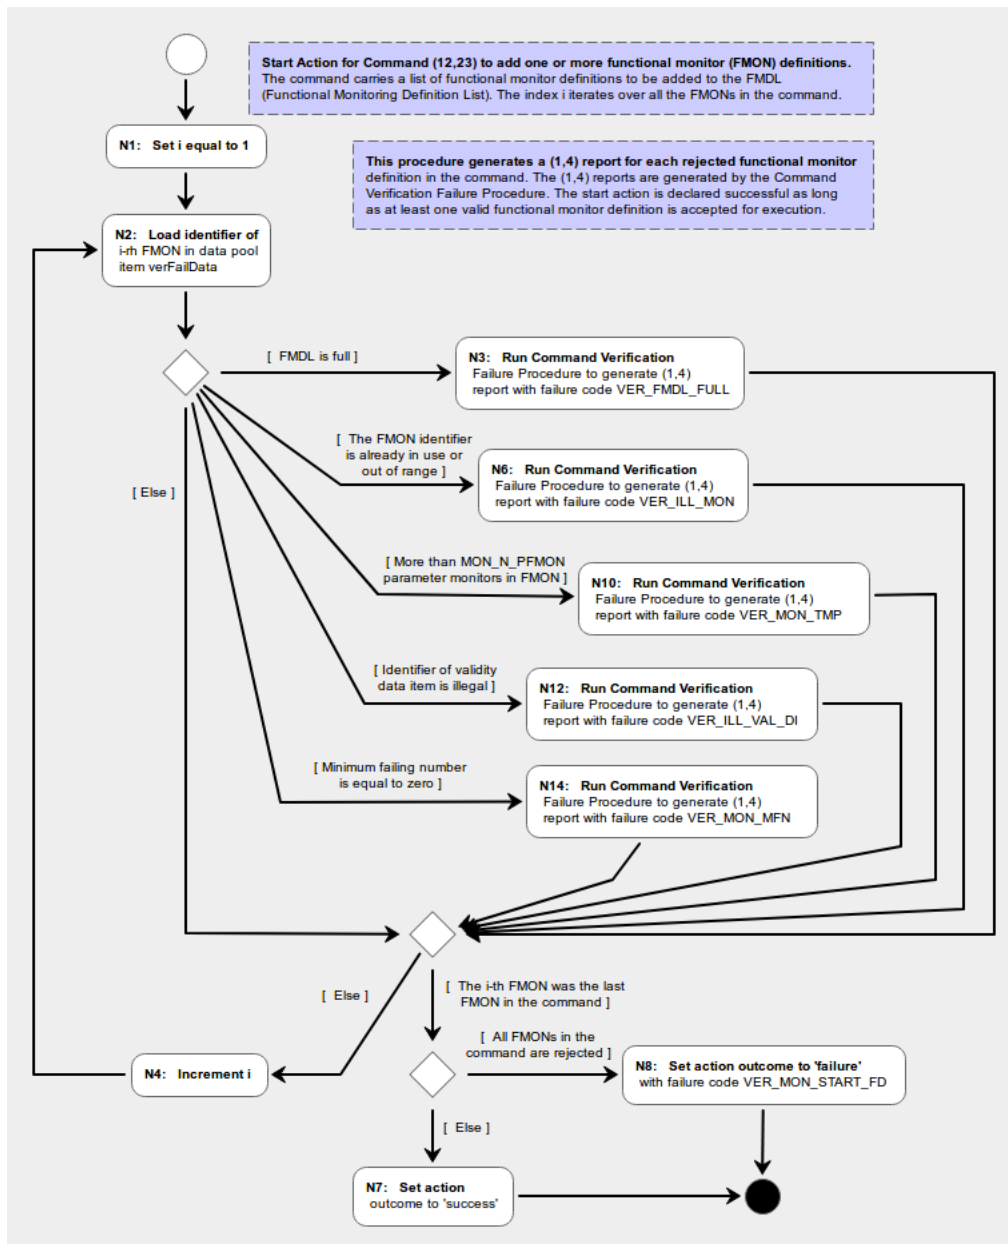 Start Action for Command (12,23) to add one or more functional monitor (FMON) definitions.
The command carries a list of functional monitor definitions to be added to the FMDL
(Functional Monitoring Definition List). The index i iterates over all the FMONs in the command.
N1: Set i equal to 1
This procedure generates a (1,4) report for each rejected functional monitor
definition in the command. The (1,4) reports are generated by the Command
Verification Failure Procedure. The start action is declared successful as long
as at least one valid functional monitor definition is accepted for execution.
N2: Load identifier of
i-rh FMON in data pool
item verFailData
[ FMDL is full ]
N3: Run Command Verification
Failure Procedure to generate (1,4)
report with failure code VER_FMDL_FULL
[ The FMON identifier
is already in use or
out of range ]
N6: Run Command Verification
Failure Procedure to generate (1,4)
report with failure code VER_ILL_MON
[ Else ]
[ More than MON_N_PFMON
parameter monitors in FMON ]
N10: Run Command Verification
Failure Procedure to generate (1,4)
report with failure code VER_MON_TMP
[ Identifier of validity
data item is illegal ]
N12: Run Command Verification
Failure Procedure to generate (1,4)
report with failure code VER_ILL_VAL_DI
[ Minimum failing number
is equal to zero ]
N14: Run Command Verification
Failure Procedure to generate (1,4)
report with failure code VER_MON_MFN
[ Else ]
[ The i-th FMON was the last
FMON in the command ]
[ All FMONs in the
command are rejected ]
N4: Increment i
N8: Set action outcome to 'failure'
with failure code VER_MON_START_FD
[ Else ]
N7: Set action
outcome to 'success'